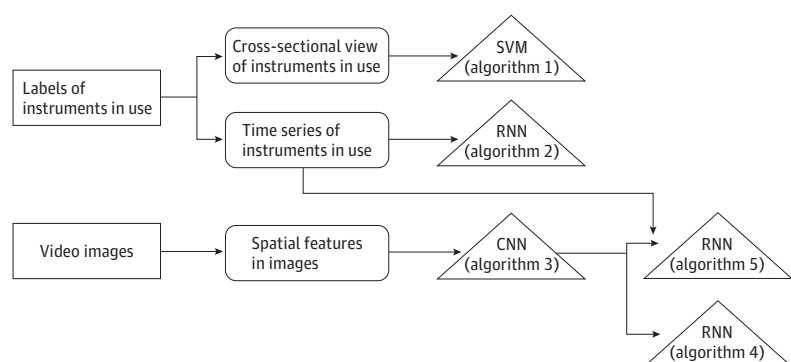 Cross-sectional view
of instruments in use
SVM
(algorithm 1)
Labels of
instruments in use
Time series of
instruments in use
RNN
(algorithm 2)
Video images
Spatial features
in images
CNN
(algorithm 3)
RNN
(algorithm 5)
RNN
(algorithm 4)